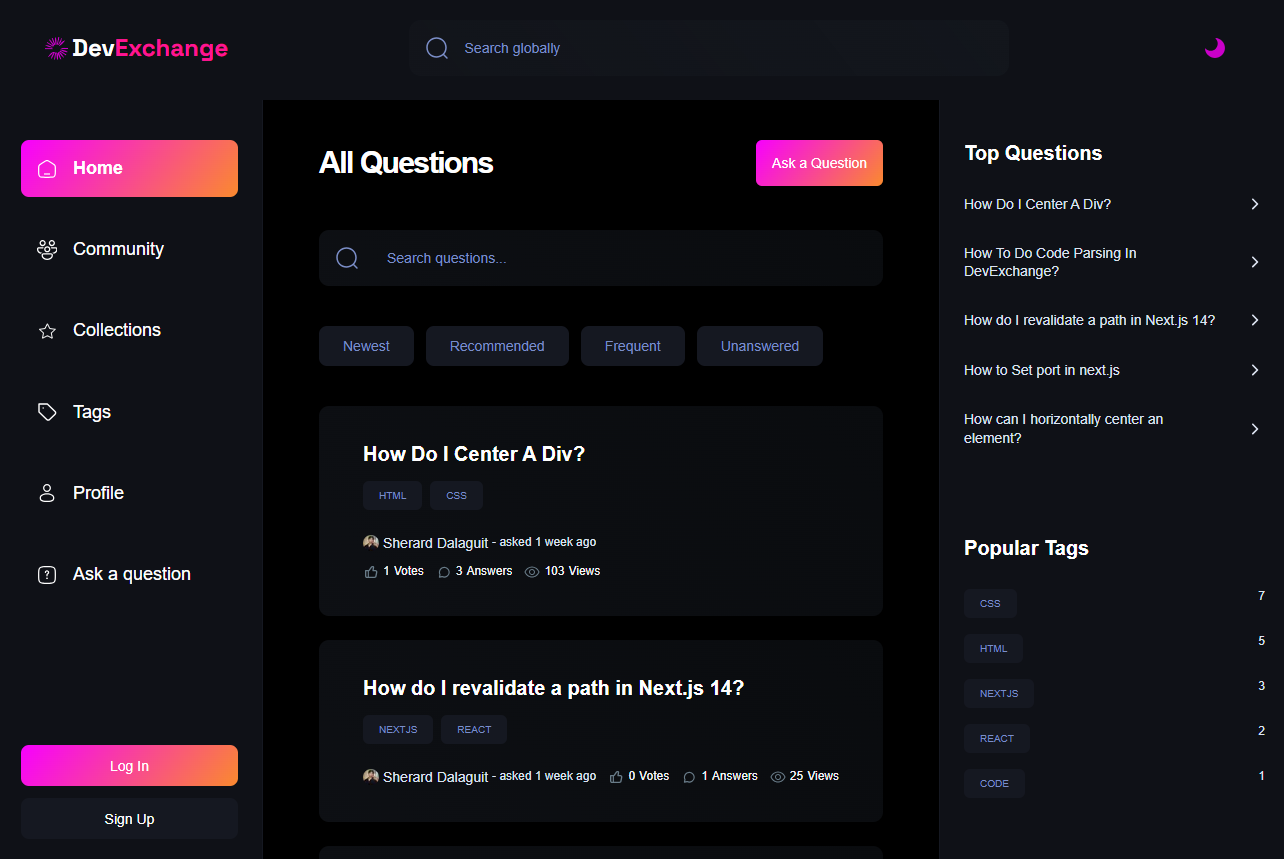 DevExchange
Search globally
Home
Community
Collections
Tags
Profile
Ask a question
Log In
Sign Up
All Questions
Ask a Question
Search questions...
Newest
Recommended
Frequent
Unanswered
How Do I Center A Div?
HTML
CSS
Sherard Dalaguit - asked 1 week ago
1 Votes
3 Answers
103 Views
How do I revalidate a path in Next.js 14?
NEXTJS
REACT
Sherard Dalaguit - asked 1 week ago
0 Votes
1 Answers
25 Views
Top Questions
How Do I Center A Div?
How To Do Code Parsing In
DevExchange?
How do I revalidate a path in Next.js 14?
How to Set port in next.js
How can I horizontally center an
element?
Popular Tags
CSS 7
HTML 5
NEXTJS 3
REACT 2
CODE 1